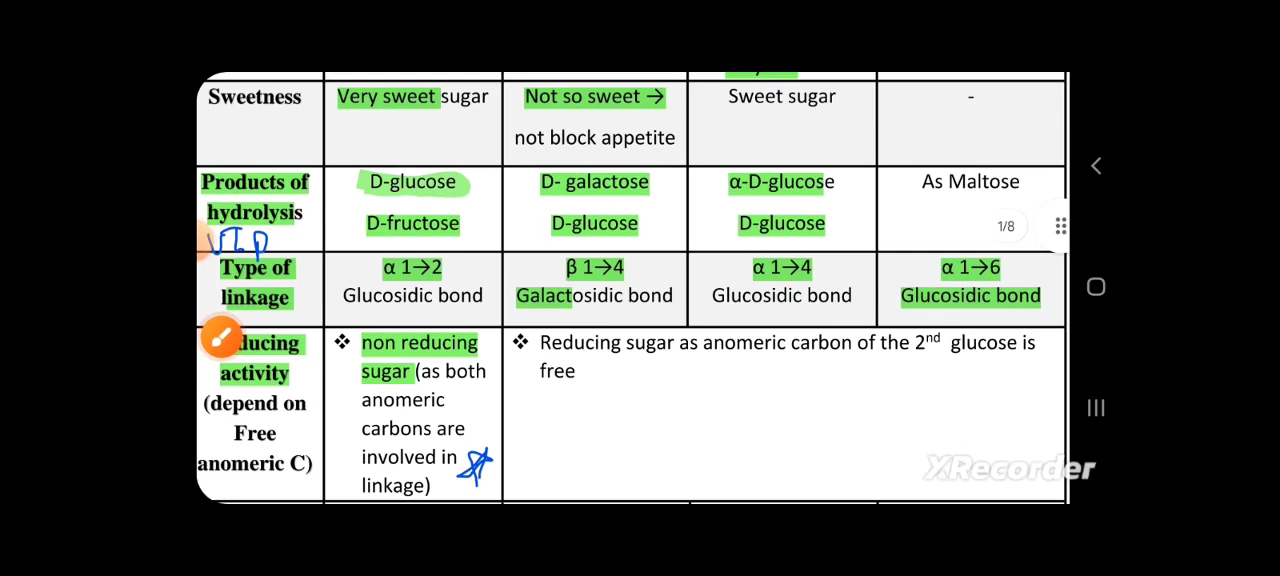 Sweetness
Very sweet sugar
Not so sweet →
not block appetite
Sweet sugar
-
Products of
hydrolysis
D-glucose
D-fructose
D- galactose
D-glucose
α-D-glucose
D-glucose
As Maltose
1/8
VIP
Type of
linkage
α 1→2
Glucosidic bond
β 1→4
Galactosidic bond
α 1→4
Glucosidic bond
α 1→6
Glucosidic bond
ducing
activity
(depend on
Free
anomeric C)
❖ non reducing
sugar (as both
anomeric
carbons are
involved in
linkage)
❖ Reducing sugar as anomeric carbon of the 2nd glucose is
free
XRecorder